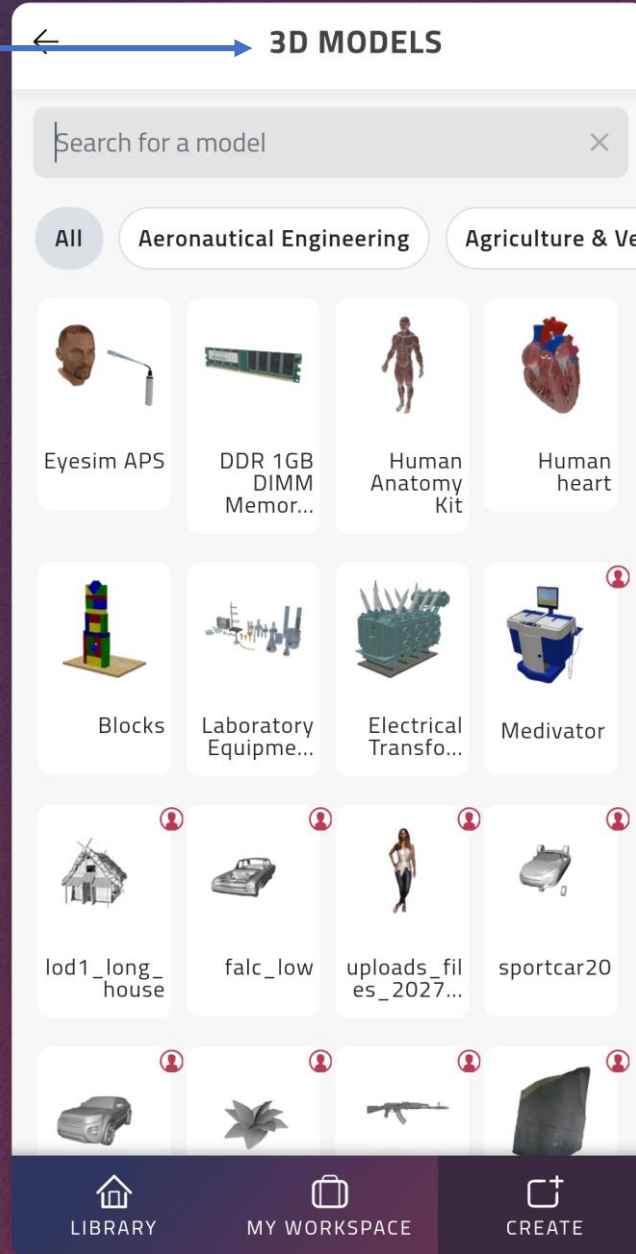 3D MODELS
Search for a model
All
Aeronautical Engineering
Agriculture & Ve
Eyesim APS
DDR 1GB
DIMM
Memor...
Human
Anatomy
Kit
Human
heart
Blocks
Laboratory
Equipme...
Electrical
Transfo...
Medivator
lod1_long_
house
falc_low
uploads_fil
es_2027...
sportcar20
LIBRARY
MY WORKSPACE
CREATE